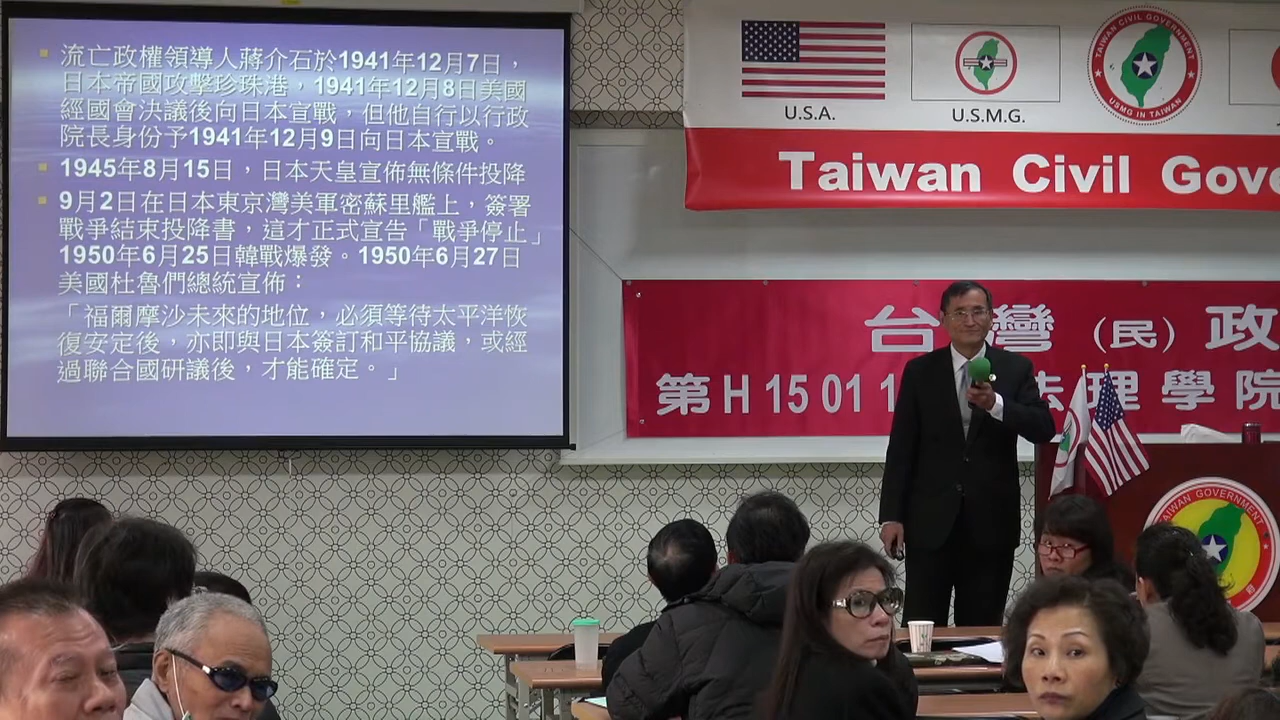 流亡政權領導人蔣介石於1941年12月7日，
日本帝國攻擊珍珠港，1941年12月8日美國
經國會決議後向日本宣戰，但他自行以行政
院長身份予1941年12月9日向日本宣戰。
1945年8月15日，日本天皇宣佈無條件投降
9月2日在日本東京灣美軍密蘇里艦上，簽署
戰爭結束投降書，這才正式宣告「戰爭停止」
1950年6月25日韓戰爆發。1950年6月27日
美國杜魯們總統宣佈：
「福爾摩沙未來的地位，必須等待太平洋恢
復安定後，亦即與日本簽訂和平協議，或經
過聯合國研議後，才能確定。」
U.S.A.
U.S.M.G.
TAIWAN CIVIL GOVERNMENT
USMG IN TAIWAN
Taiwan Civil Gove
台灣（民）政
第H 15 01 1 法理學院
TAIWAN GOVERNMENT